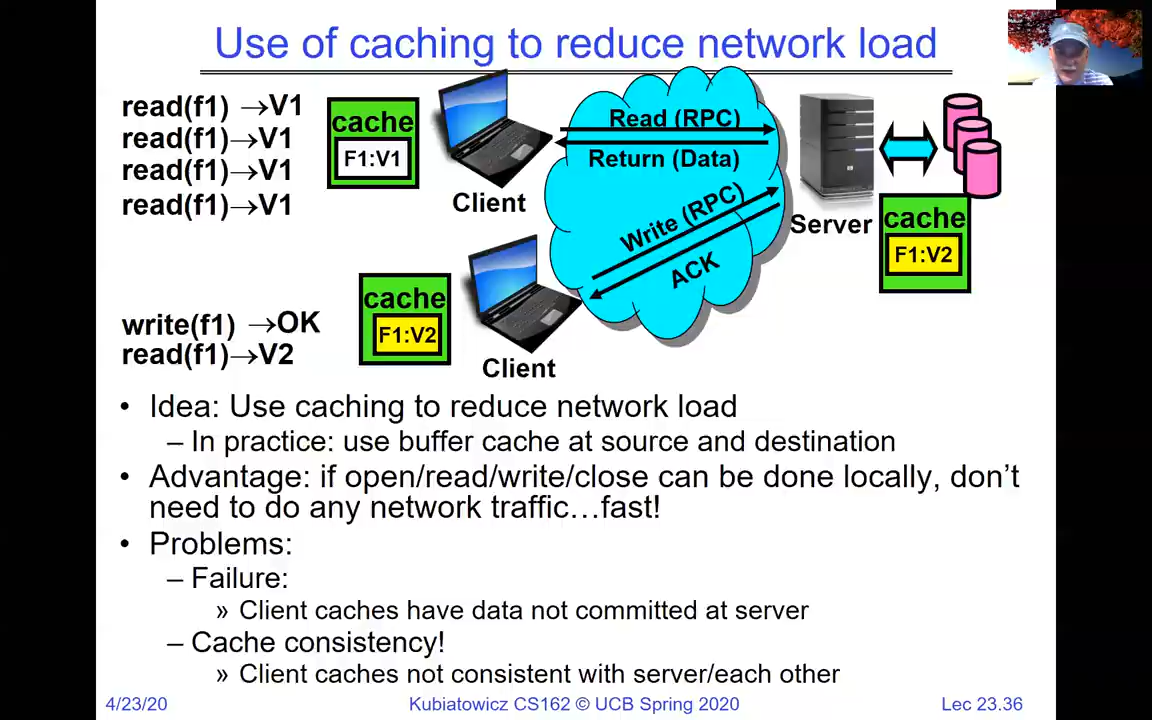 Use of caching to reduce network load
read(f1) →V1
read(f1)→V1
read(f1)→V1
read(f1)→V1
cache
F1:V1
Client
Read (RPC)
Return (Data)
Write (RPC)
ACK
Server
cache
F1:V2
write(f1) →OK
read(f1)→V2
cache
F1:V2
Client
• Idea: Use caching to reduce network load
– In practice: use buffer cache at source and destination
• Advantage: if open/read/write/close can be done locally, don't
need to do any network traffic…fast!
• Problems:
– Failure:
» Client caches have data not committed at server
– Cache consistency!
» Client caches not consistent with server/each other
4/23/20
Kubiatowicz CS162 © UCB Spring 2020
Lec 23.36